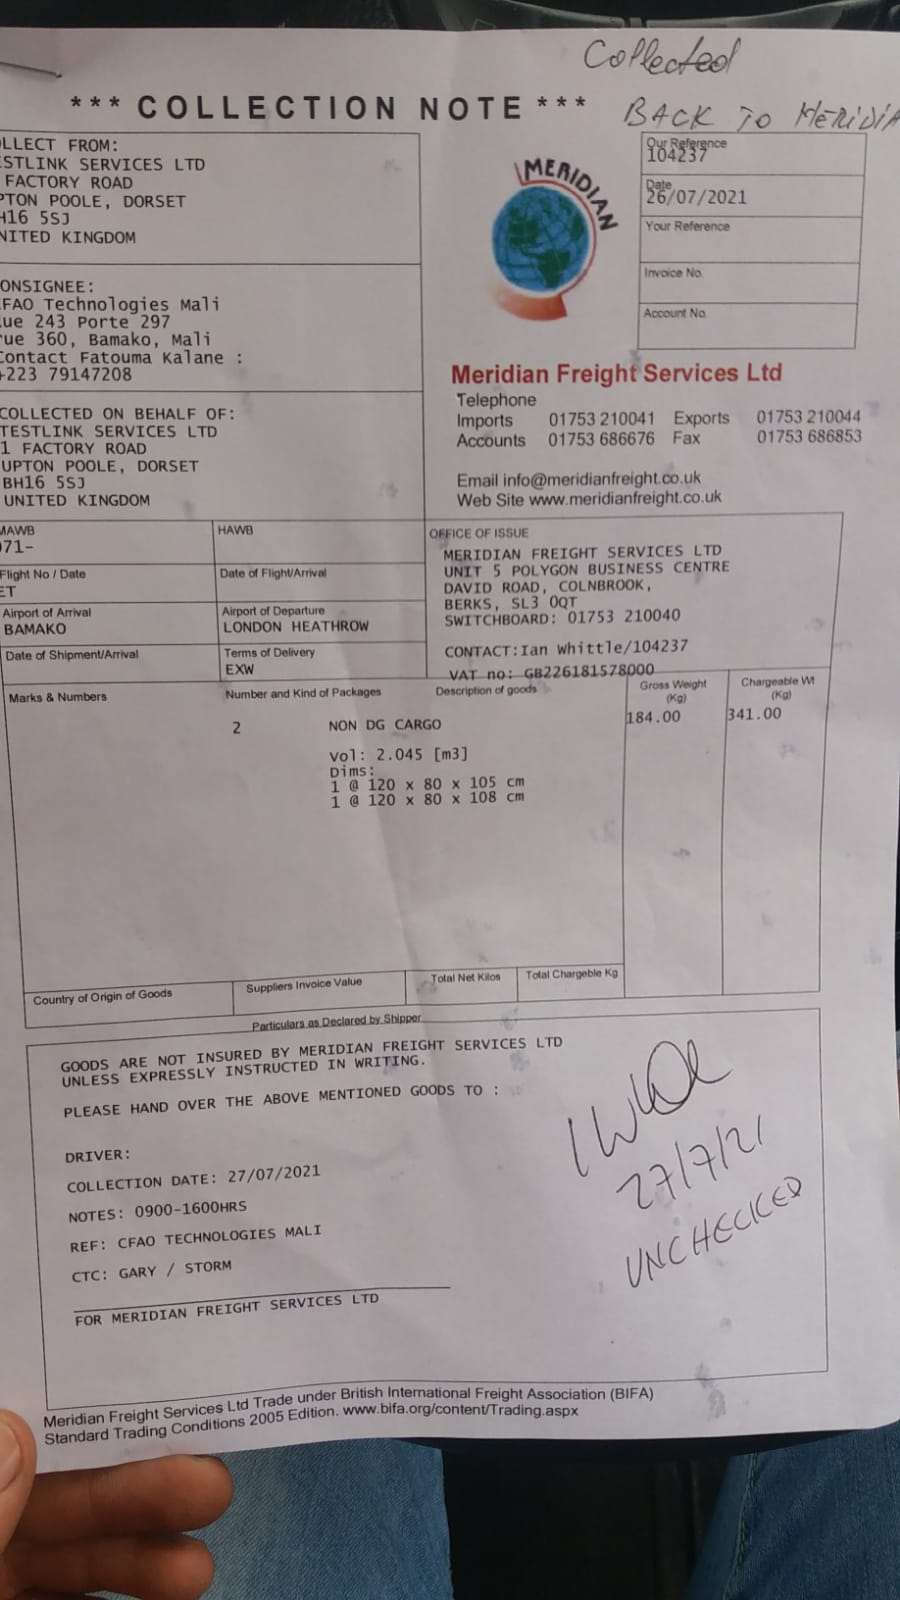 Collected
*** COLLECTION NOTE ***
BACK TO MERIDIA
LLECT FROM:
STLINK SERVICES LTD
FACTORY ROAD
PTON POOLE, DORSET
H16 5SJ
NITED KINGDOM
MERIDIAN
Our Reference
104237
Date
26/07/2021
Your Reference
Invoice No.
Account No.
ONSIGNEE:
FAO Technologies Mali
ue 243 Porte 297
rue 360, Bamako, Mali
Contact Fatouma Kalane :
+223 79147208
Meridian Freight Services Ltd
Telephone
Imports 01753 210041 Exports 01753 210044
Accounts 01753 686676 Fax 01753 686853
Email info@meridianfreight.co.uk
Web Site www.meridianfreight.co.uk
COLLECTED ON BEHALF OF:
TESTLINK SERVICES LTD
1 FACTORY ROAD
UPTON POOLE, DORSET
BH16 5SJ
UNITED KINGDOM
MAWB
071-
HAWB
Flight No / Date
ET
Date of Flight/Arrival
Airport of Arrival
BAMAKO
Airport of Departure
LONDON HEATHROW
Date of Shipment/Arrival
Terms of Delivery
EXW
OFFICE OF ISSUE
MERIDIAN FREIGHT SERVICES LTD
UNIT 5 POLYGON BUSINESS CENTRE
DAVID ROAD, COLNBROOK,
BERKS, SL3 0QT
SWITCHBOARD: 01753 210040
CONTACT:Ian Whittle/104237
VAT no: GB226181578000
Marks & Numbers
Number and Kind of Packages
Description of goods
Gross Weight
(Kg)
Chargeable Wt
(Kg)
2 NON DG CARGO 184.00 341.00
Vol: 2.045 [m3]
Dims:
1 @ 120 x 80 x 105 cm
1 @ 120 x 80 x 108 cm
Country of Origin of Goods
Suppliers Invoice Value
Total Net Kilos
Total Chargeble Kg
Particulars as Declared by Shipper
GOODS ARE NOT INSURED BY MERIDIAN FREIGHT SERVICES LTD
UNLESS EXPRESSLY INSTRUCTED IN WRITING.
PLEASE HAND OVER THE ABOVE MENTIONED GOODS TO :
DRIVER:
COLLECTION DATE: 27/07/2021
NOTES: 0900-1600HRS
REF: CFAO TECHNOLOGIES MALI
CTC: GARY / STORM
FOR MERIDIAN FREIGHT SERVICES LTD
27/7/21
UNCHECKED
Meridian Freight Services Ltd Trade under British International Freight Association (BIFA)
Standard Trading Conditions 2005 Edition. www.bifa.org/content/Trading.aspx